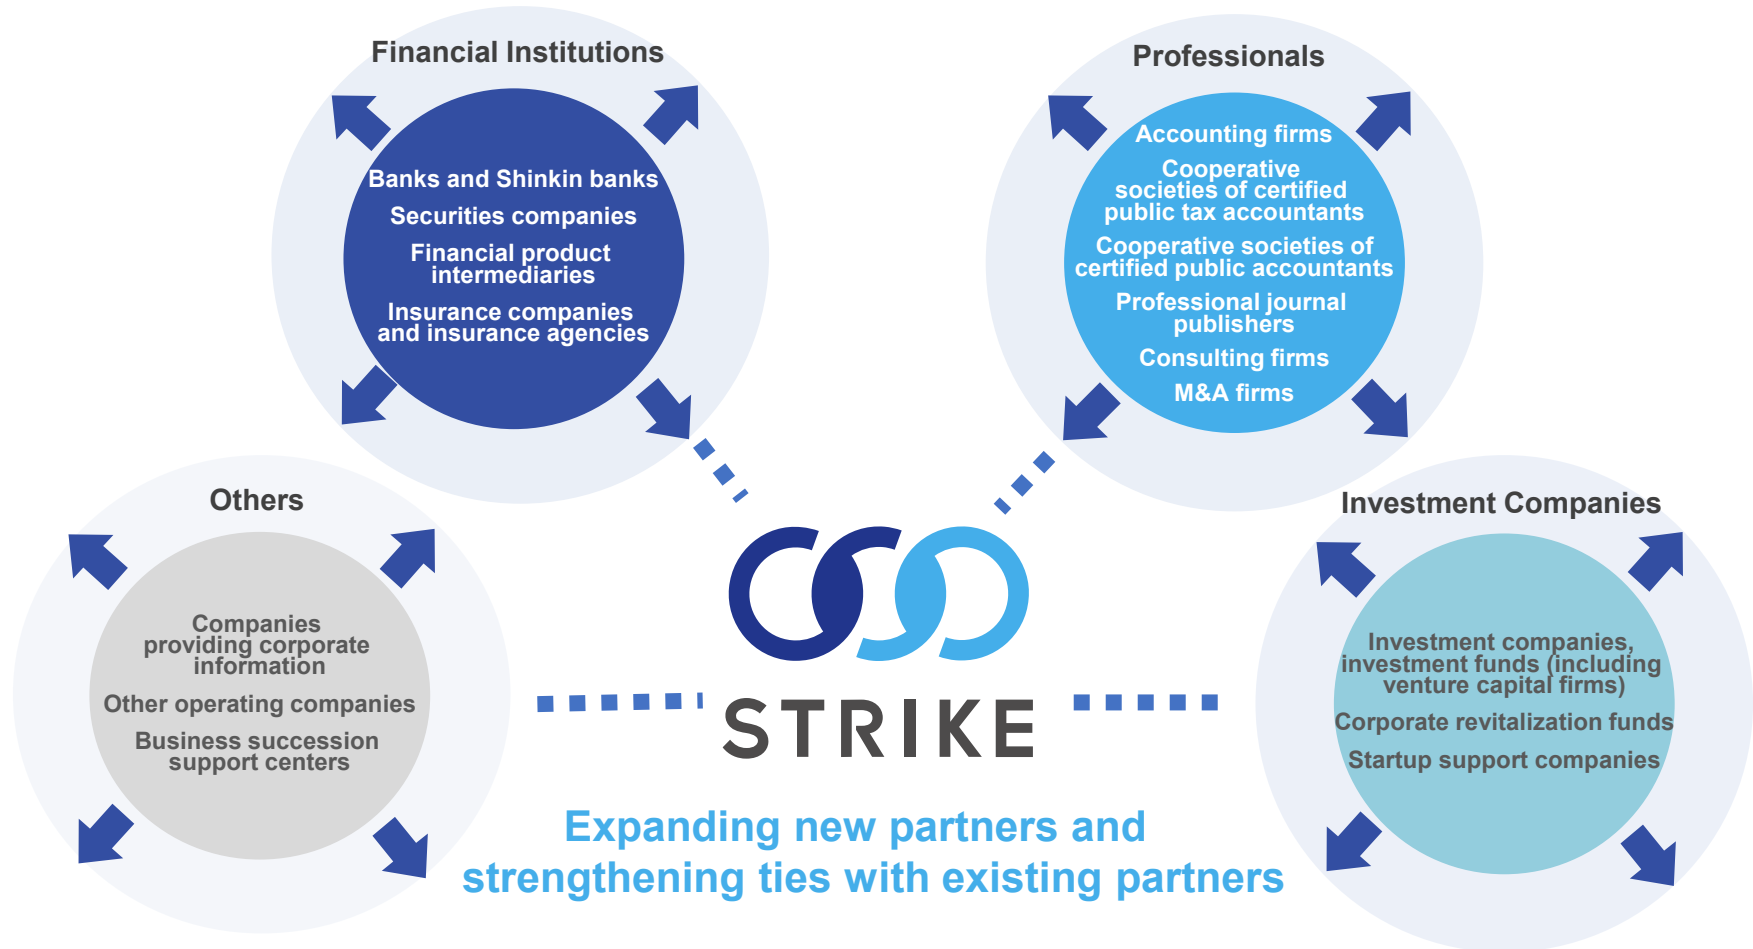 Financial Institutions
Banks and Shinkin banks
Securities companies
Financial product
intermediaries
Insurance companies
and insurance agencies
Professionals
Accounting firms
Cooperative
societies of certified
public tax accountants
Cooperative societies of
certified public accountants
Professional journal
publishers
Consulting firms
M&A firms
Others
Companies
providing corporate
information
Other operating companies
Business succession
support centers
STRIKE
Investment Companies
Investment companies,
investment funds (including
venture capital firms)
Corporate revitalization funds
Startup support companies
Expanding new partners and
strengthening ties with existing partners